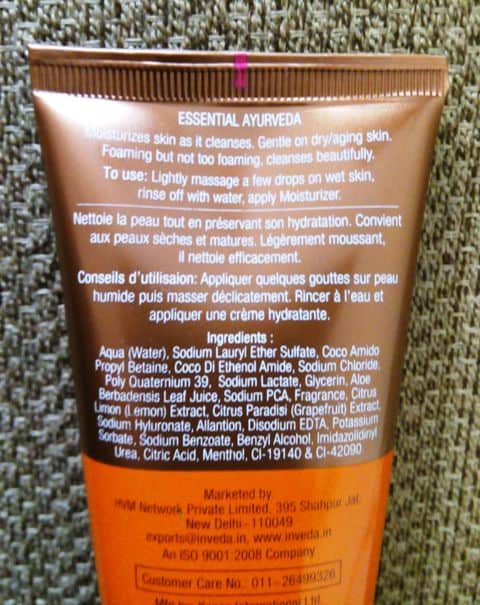 ESSENTIAL AYURVEDA
Moisturizes skin as it cleanses. Gentle on dry/aging skin.
Foaming but not too foaming, cleanses beautifully.
To use: Lightly massage a few drops on wet skin,
rinse off with water, apply Moisturizer.
Nettoie la peau tout en préservant son hydratation. Convient
aux peaux sèches et matures. Légèrement moussant,
il nettoie efficacement.
Conseils d'utilisaion: Appliquer quelques gouttes sur peau
humide puis masser déclicatement. Rincer à l'eau et
appliquer une crème hydratante.
Ingredients :
Aqua (Water), Sodium Lauryl Ether Sulfate, Coco Amido
Propyl Betaine, Coco Di Ethenol Amide, Sodium Chloride,
Poly Quaternium 39, Sodium Lactate, Glycerin, Aloe
Berbadensis Leaf Juice, Sodium PCA, Fragrance, Citrus
Limon (Lemon) Extract, Citrus Paradisi (Grapefruit) Extract,
Sodium Hyluronate, Allantion, Disodium EDTA, Potassium
Sorbate, Sodium Benzoate, Benzyl Alcohol, Imidazolidinyl
Urea, Citric Acid, Menthol, CI-19140 & CI-42090
Marketed by
HVM Network Private Limited, 395 Shahpur Jat,
New Delhi-110049
exports@inveda.in, www.inveda.in
An ISO 9001:2008 Company
Customer Care No.. 011-26499326
International Ltd